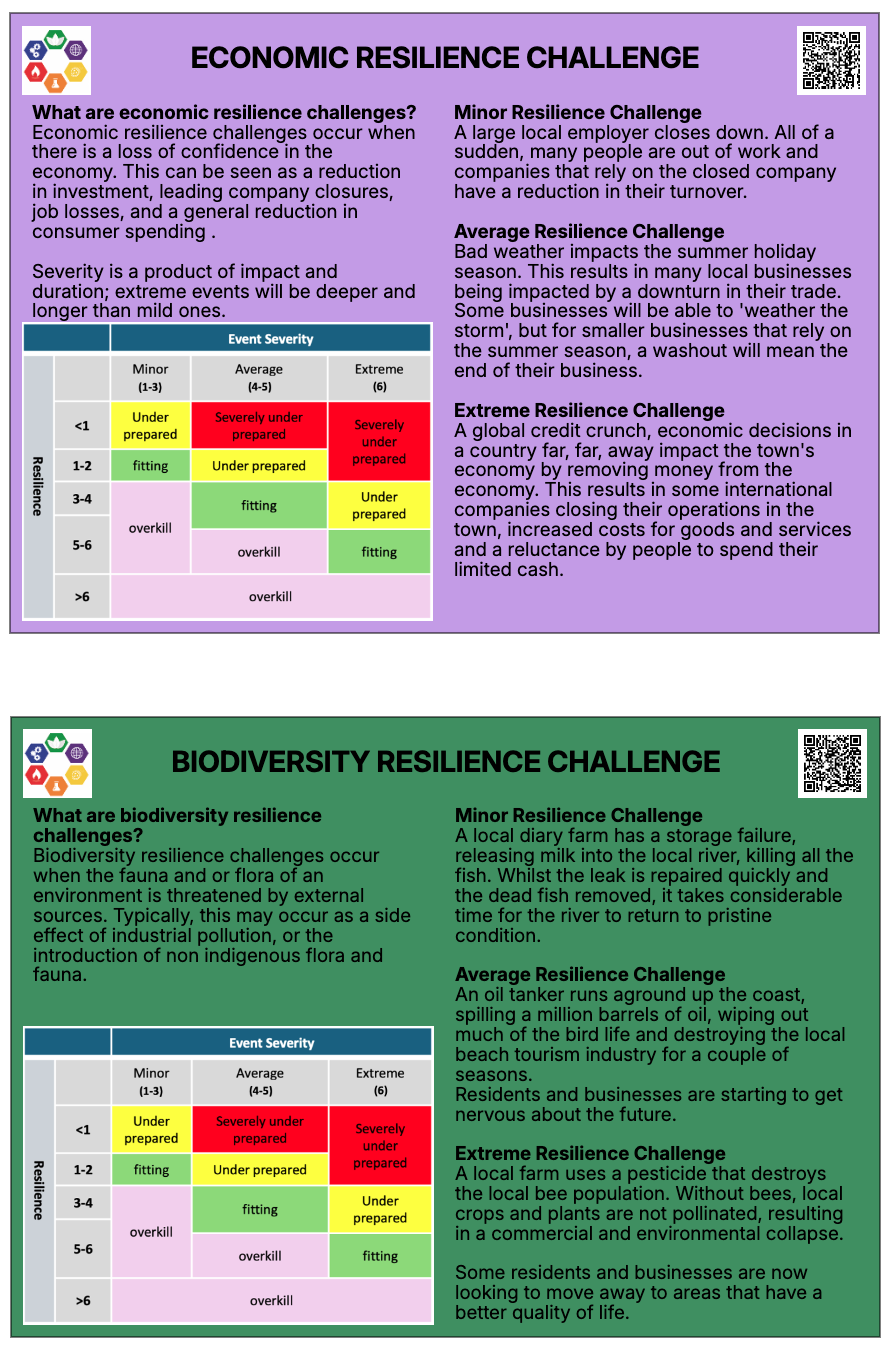 ECONOMIC RESILIENCE CHALLENGE
What are economic resilience challenges?
Economic resilience challenges occur when
there is a loss of confidence in the
economy. This can be seen as a reduction
in investment, leading company closures,
job losses, and a general reduction in
consumer spending .
Severity is a product of impact and
duration; extreme events will be deeper and
longer than mild ones.
Event Severity
Minor
(1-3)
Average
(4-5)
Extreme
(6)
Resilience
<1
Under
prepared
Severely under
prepared
Severely
under
prepared
1-2
fitting
Under prepared
3-4
overkill
fitting
Under
prepared
5-6
overkill
fitting
>6
overkill
Minor Resilience Challenge
A large local employer closes down. All of a
sudden, many people are out of work and
companies that rely on the closed company
have a reduction in their turnover.
Average Resilience Challenge
Bad weather impacts the summer holiday
season. This results in many local businesses
being impacted by a downturn in their trade.
Some businesses will be able to 'weather the
storm', but for smaller businesses that rely on
the summer season, a washout will mean the
end of their business.
Extreme Resilience Challenge
A global credit crunch, economic decisions in
a country far, far, away impact the town's
economy by removing money from the
economy. This results in some international
companies closing their operations in the
town, increased costs for goods and services
and a reluctance by people to spend their
limited cash.
BIODIVERSITY RESILIENCE CHALLENGE
What are biodiversity resilience
challenges?
Biodiversity resilience challenges occur
when the fauna and or flora of an
environment is threatened by external
sources. Typically, this may occur as a side
effect of industrial pollution, or the
introduction of non indigenous flora and
fauna.
Event Severity
Minor
(1-3)
Average
(4-5)
Extreme
(6)
Resilience
<1
Under
prepared
Severely under
prepared
Severely
under
prepared
1-2
fitting
Under prepared
3-4
overkill
fitting
Under
prepared
5-6
overkill
fitting
>6
overkill
Minor Resilience Challenge
A local diary farm has a storage failure,
releasing milk into the local river, killing all the
fish. Whilst the leak is repaired quickly and
the dead fish removed, it takes considerable
time for the river to return to pristine
condition.
Average Resilience Challenge
An oil tanker runs aground up the coast,
spilling a million barrels of oil, wiping out
much of the bird life and destroying the local
beach tourism industry for a couple of
seasons.
Residents and businesses are starting to get
nervous about the future.
Extreme Resilience Challenge
A local farm uses a pesticide that destroys
the local bee population. Without bees, local
crops and plants are not pollinated, resulting
in a commercial and environmental collapse.
Some residents and businesses are now
looking to move away to areas that have a
better quality of life.